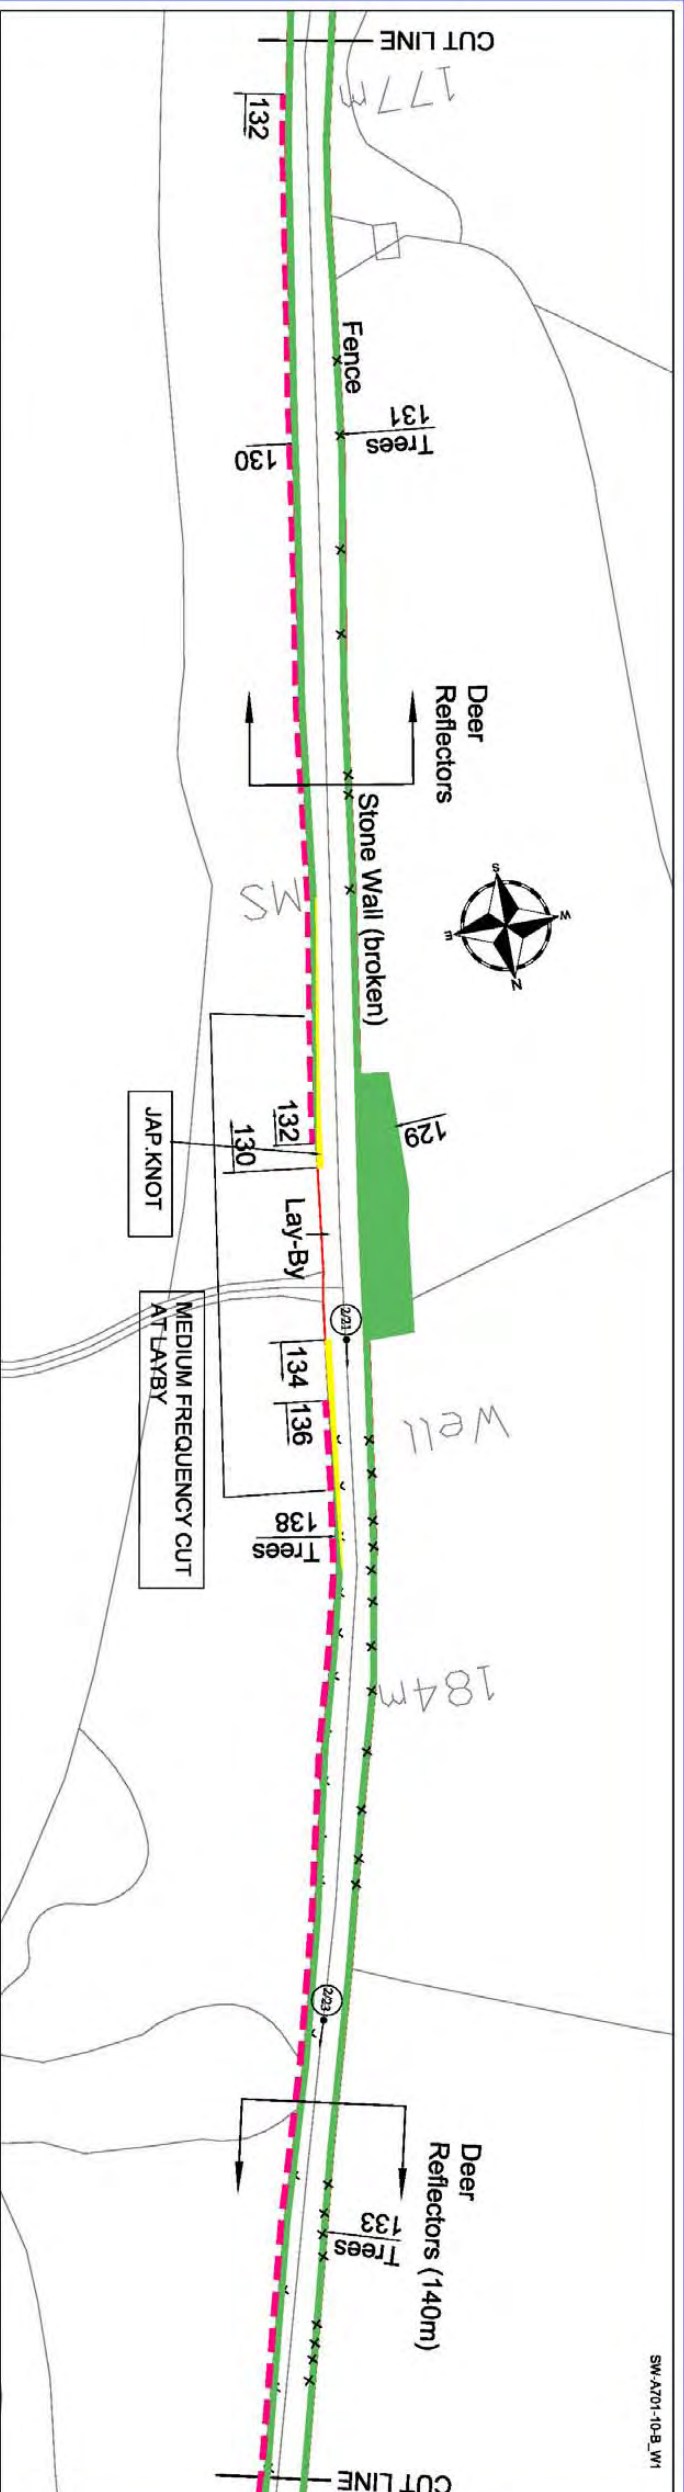 CUT LINE
177m
132
Fence
131
Trees
130
Deer
Reflectors
Stone Wall (broken)
MS
S
W
E
N
129
132
130
JAP.KNOT
Lay-By
2/21
134
136
MEDIUM FREQUENCY CUT
AT LAYBY
Well
138
Trees
184m
2/23
Deer
Reflectors (140m)
133
Trees
SW-A701-10-B_W1
CUT LINE